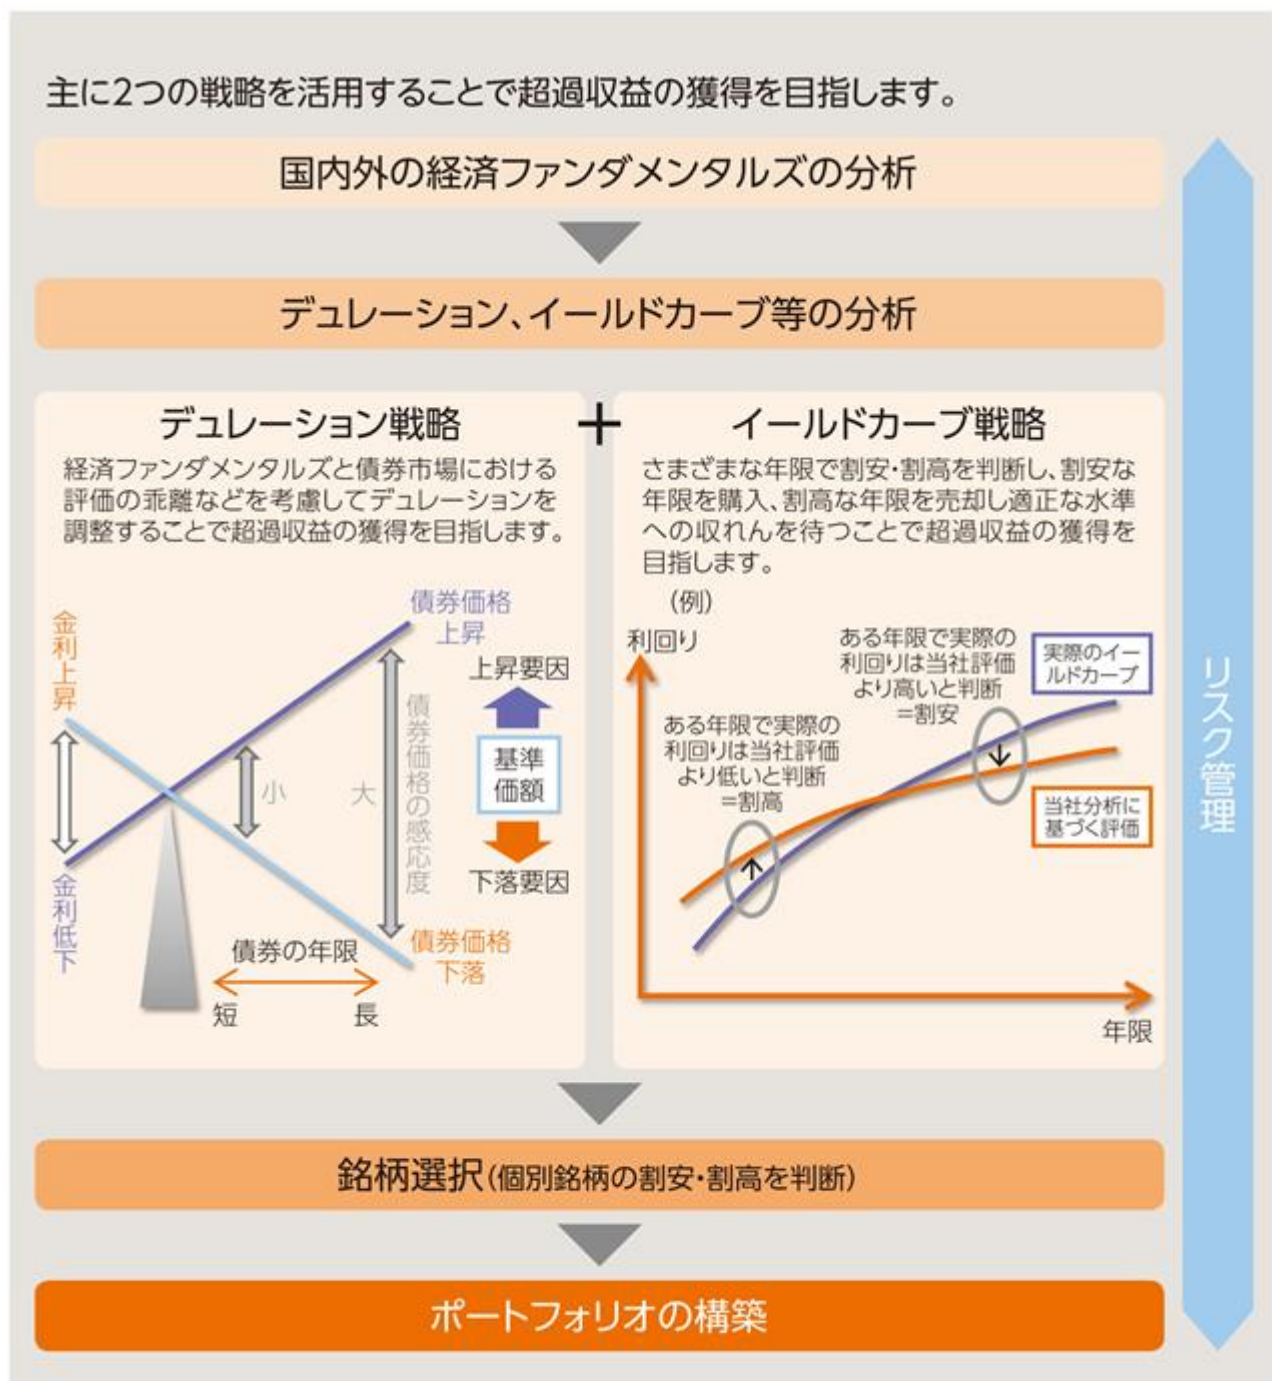 主に2つの戦略を活用することで超過収益の獲得を目指します。
国内外の経済ファンダメンタルズの分析
デュレーション、イールドカーブ等の分析
デュレーション戦略
経済ファンダメンタルズと債券市場における
評価の乖離などを考慮してデュレーションを
調整することで超過収益の獲得を目指します。
金利上昇
金利低下
債券価格
上昇
上昇要因
基準
価額
下落要因
小
大
債券価格の感応度
債券価格
下落
債券の年限
短
長
+
イールドカーブ戦略
さまざまな年限で割安・割高を判断し、割安な
年限を購入、割高な年限を売却し適正な水準
への収れんを待つことで超過収益の獲得を
目指します。
(例)
利回り
ある年限で実際の
利回りは当社評価
より低いと判断
=割高
ある年限で実際の
利回りは当社評価
より高いと判断
=割安
実際のイー
ルドカーブ
当社分析に
基づく評価
年限
銘柄選択(個別銘柄の割安・割高を判断)
ポートフォリオの構築
リスク管理